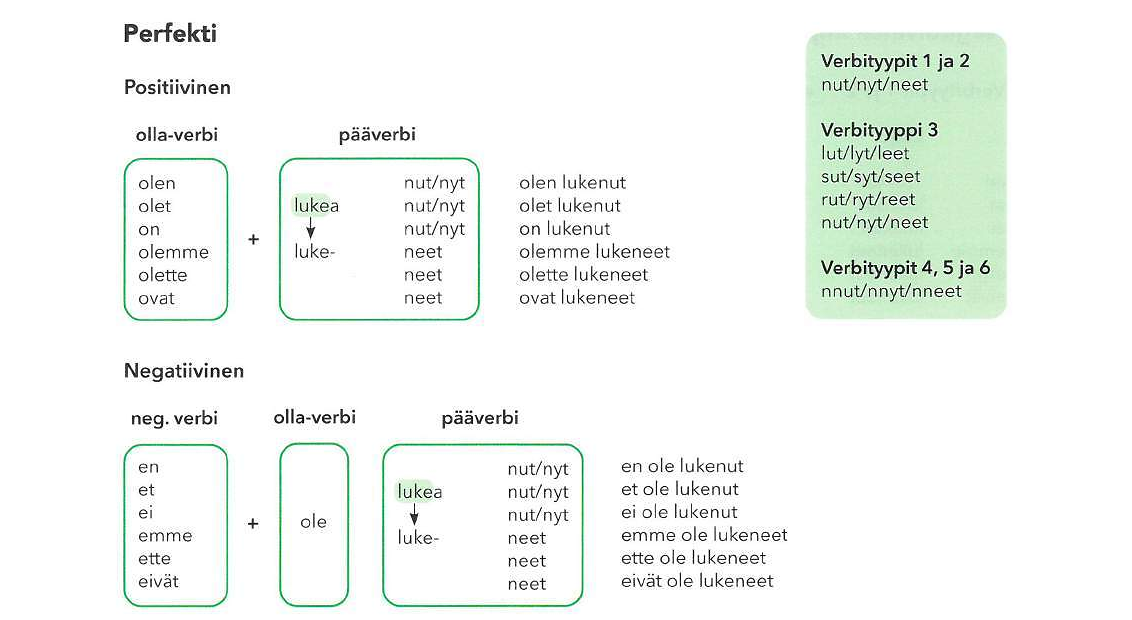 Perfekti
Positiivinen
olla-verbi pääverbi
olen nut/nyt olen lukenut
olet lukea nut/nyt olet lukenut
on nut/nyt on lukenut
+
olemme luke- neet olemme lukeneet
olette neet olette lukeneet
ovat neet ovat lukeneet
Negatiivinen
neg. verbi olla-verbi pääverbi
en nut/nyt en ole lukenut
et lukea nut/nyt et ole lukenut
ei nut/nyt ei ole lukenut
+ ole
emme luke- neet emme ole lukeneet
ette neet ette ole lukeneet
eivät neet eivät ole lukeneet
Verbityypit 1 ja 2
nut/nyt/neet
Verbityyppi 3
lut/lyt/leet
sut/syt/seet
rut/ryt/reet
nut/nyt/neet
Verbityypit 4, 5 ja 6
nnut/nnyt/nneet